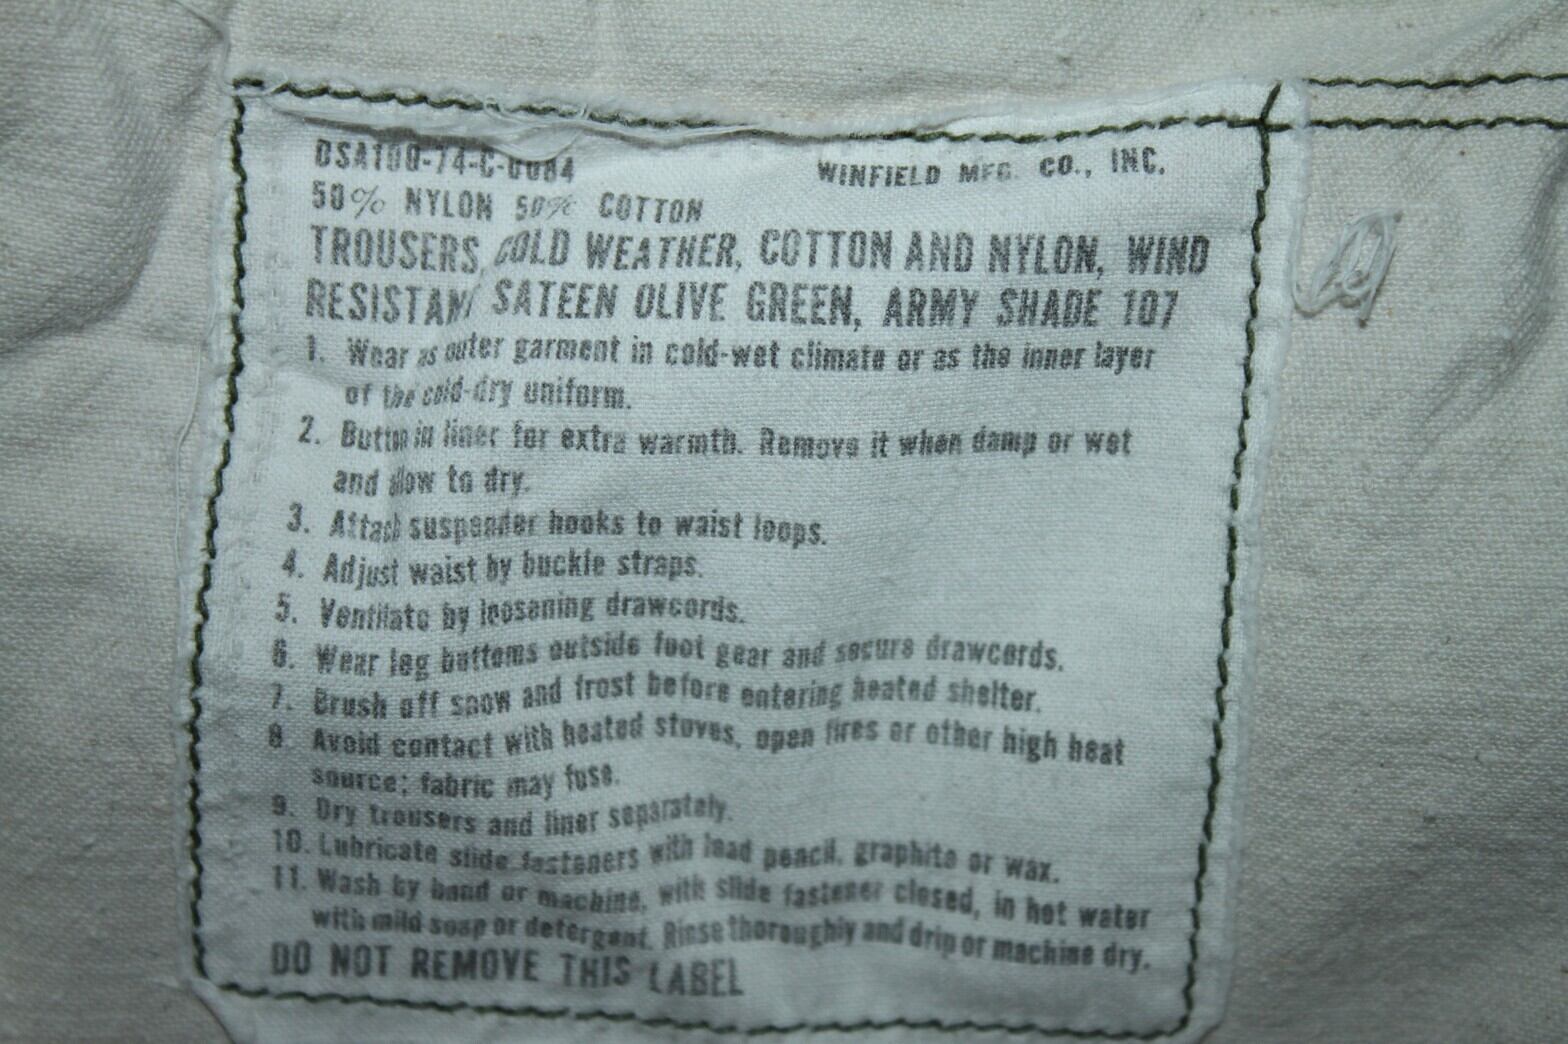 DSA100-74-C-0084 WINFIELD MFG. CO., INC.
50% NYLON 50% COTTON
TROUSERS, COLD WEATHER, COTTON AND NYLON, WIND
RESISTANT SATEEN OLIVE GREEN, ARMY SHADE 107
1. Wear as outer garment in cold-wet climate or as the inner layer
of the cold-dry uniform.
2. Button in liner for extra warmth. Remove it when damp or wet
and allow to dry.
3. Attach suspender hooks to waist loops.
4. Adjust waist by buckle straps.
5. Ventilate by loosening drawcords.
6. Wear leg bottoms outside foot gear and secure drawcords.
7. Brush off snow and frost before entering heated shelter.
8 Avoid contact with heated stoves, open fires or other high heat
source; fabric may fuse.
9. Dry trousers and liner separately.
10. Lubricate slide fasteners with lead pencil, graphite or wax.
11. Wash by hand or machine, with slide fastener closed, in hot water
with mild soap or detergent. Rinse thoroughly and drip or machine dry.
DO NOT REMOVE THIS LABEL